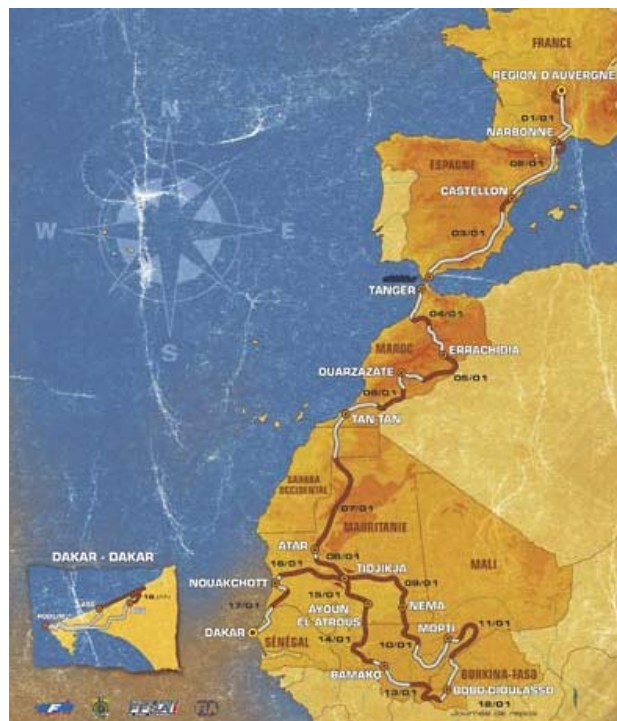 FRANCE
REGION D'AUVERGNE
01/01
NARBONNE
02/01
ESPAGNE
CASTELLON
03/01
N
W
E
S
TANGER
04/01
MAROC
ERRACHIDIA
OUARZAZATE
05/01
06/01
TAN TAN
SAHARA
OCCIDENTAL
07/01
MAURITANIE
ATAR
08/01
MALI
DAKAR - DAKAR
16/01
TIDJIKJA
NOUAKCHOTT
09/01
15/01
17/01
AYOUN
EL ATROUS
NEMA
DAKAR
SÉNÉGAL
14/01
10/01
MOPTI
11/01
BAMAKO
BURKINA-FASO
13/01
BOBO-DIOULASSO
12/01
Journée de repos